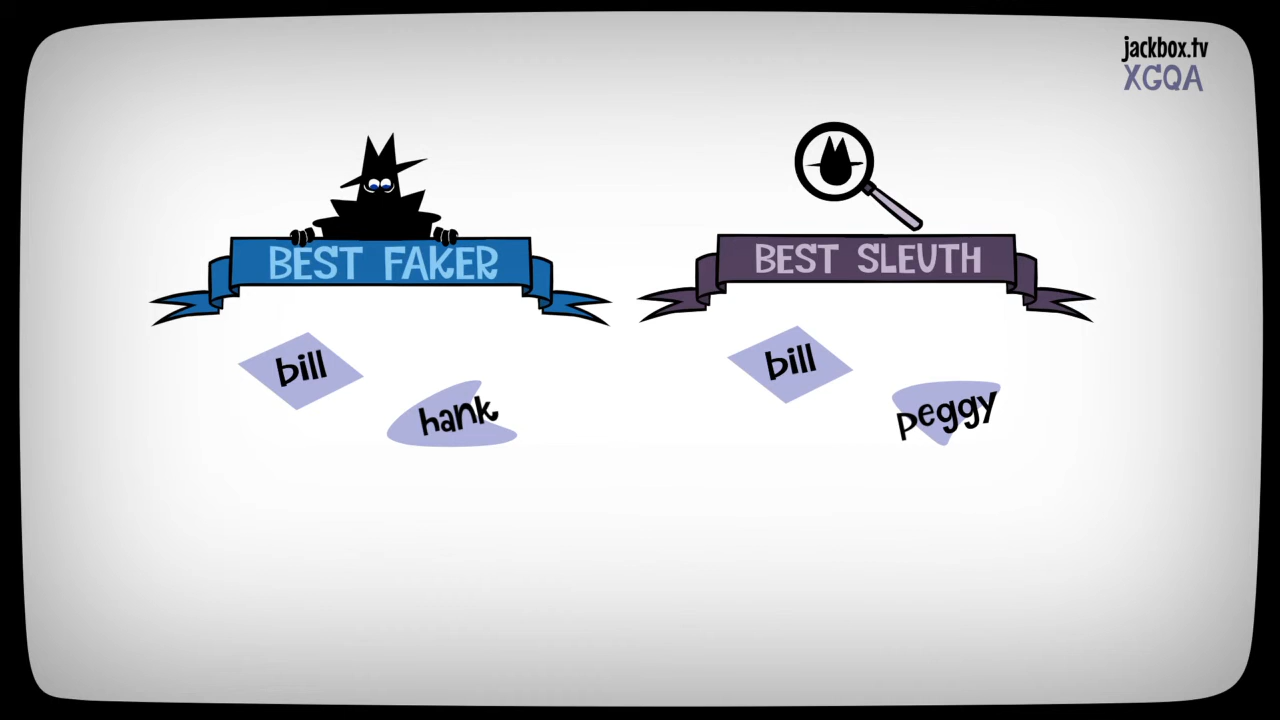 jackbox.tv
XGQA
BEST FAKER
BEST SLEUTH
bill
hank
bill
peggy